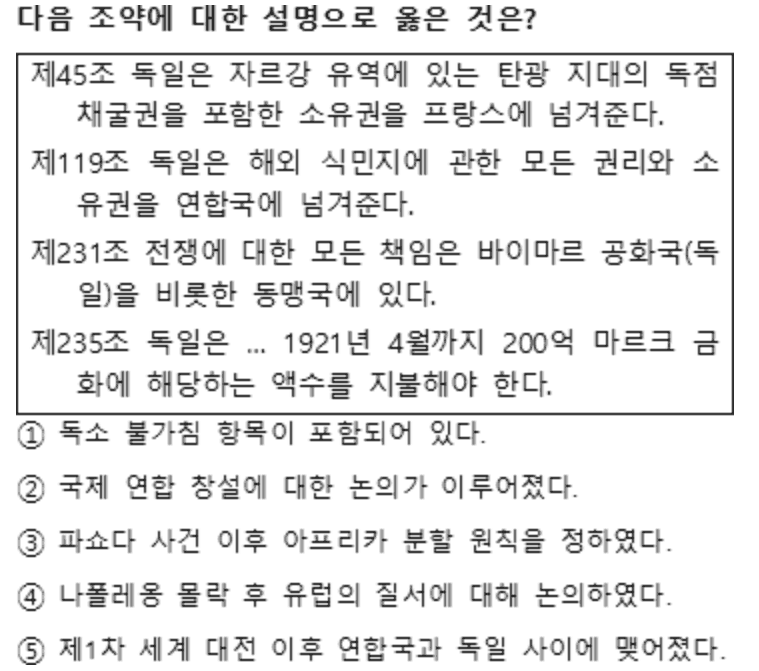 다음 조약에 대한 설명으로 옳은 것은?
제45조 독일은 자르강 유역에 있는 탄광 지대의 독점
채굴권을 포함한 소유권을 프랑스에 넘겨준다.
제119조 독일은 해외 식민지에 관한 모든 권리와 소
유권을 연합국에 넘겨준다.
제231조 전쟁에 대한 모든 책임은 바이마르 공화국(독
일)을 비롯한 동맹국에 있다.
제235조 독일은 ... 1921년 4월까지 200억 마르크 금
화에 해당하는 액수를 지불해야 한다.
① 독소 불가침 항목이 포함되어 있다.
② 국제 연합 창설에 대한 논의가 이루어졌다.
③ 파쇼다 사건 이후 아프리카 분할 원칙을 정하였다.
④ 나폴레옹 몰락 후 유럽의 질서에 대해 논의하였다.
⑤ 제1차 세계 대전 이후 연합국과 독일 사이에 맺어졌다.